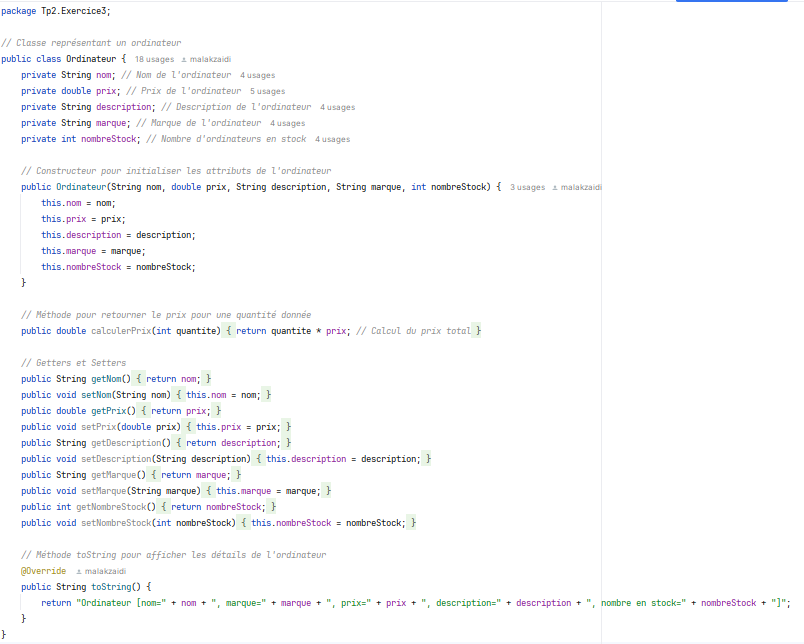 package Tp2.Exercice3;
// Classe représentant un ordinateur
public class Ordinateur { 18 usages malakzaidi
private String nom; // Nom de l'ordinateur 4 usages
private double prix; // Prix de l'ordinateur 5 usages
private String description; // Description de l'ordinateur 4 usages
private String marque; // Marque de l'ordinateur 4 usages
private int nombreStock; // Nombre d'ordinateurs en stock 4 usages
// Constructeur pour initialiser les attributs de l'ordinateur
public Ordinateur(String nom, double prix, String description, String marque, int nombreStock) { 3 usages malakzaidi
this.nom = nom;
this.prix = prix;
this.description = description;
this.marque = marque;
this.nombreStock = nombreStock;
}
// Méthode pour retourner le prix pour une quantité donnée
public double calculerPrix(int quantite) { return quantite * prix; // Calcul du prix total }
// Getters et Setters
public String getNom() { return nom; }
public void setNom(String nom) { this.nom = nom; }
public double getPrix() { return prix; }
public void setPrix(double prix) { this.prix = prix; }
public String getDescription() { return description; }
public void setDescription(String description) { this.description = description; }
public String getMarque() { return marque; }
public void setMarque(String marque) { this.marque = marque; }
public int getNombreStock() { return nombreStock; }
public void setNombreStock(int nombreStock) { this.nombreStock = nombreStock; }
// Méthode toString pour afficher les détails de l'ordinateur
@Override malakzaidi
public String toString() {
return "Ordinateur [nom=" + nom + ", marque=" + marque + ", prix=" + prix + ", description=" + description + ", nombre en stock=" + nombreStock + "]";
}
}